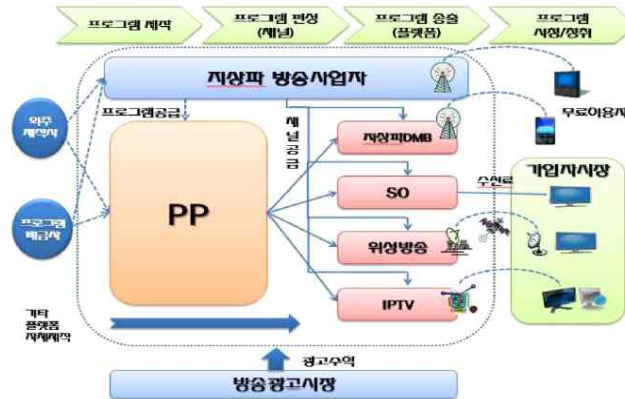 프로그램 제작
프로그램 편성
(채널)
프로그램 송출
(플랫폼)
프로그램
시청/청취
지상파 방송사업자
프로그램공급
채널공급
외주
제작사
프로그램
배급사
PP
지상파DMB
SO
위성방송
IPTV
수신료
무료이용자
가입자시장
기타
플랫폼
자체제작
광고수익
방송광고시장